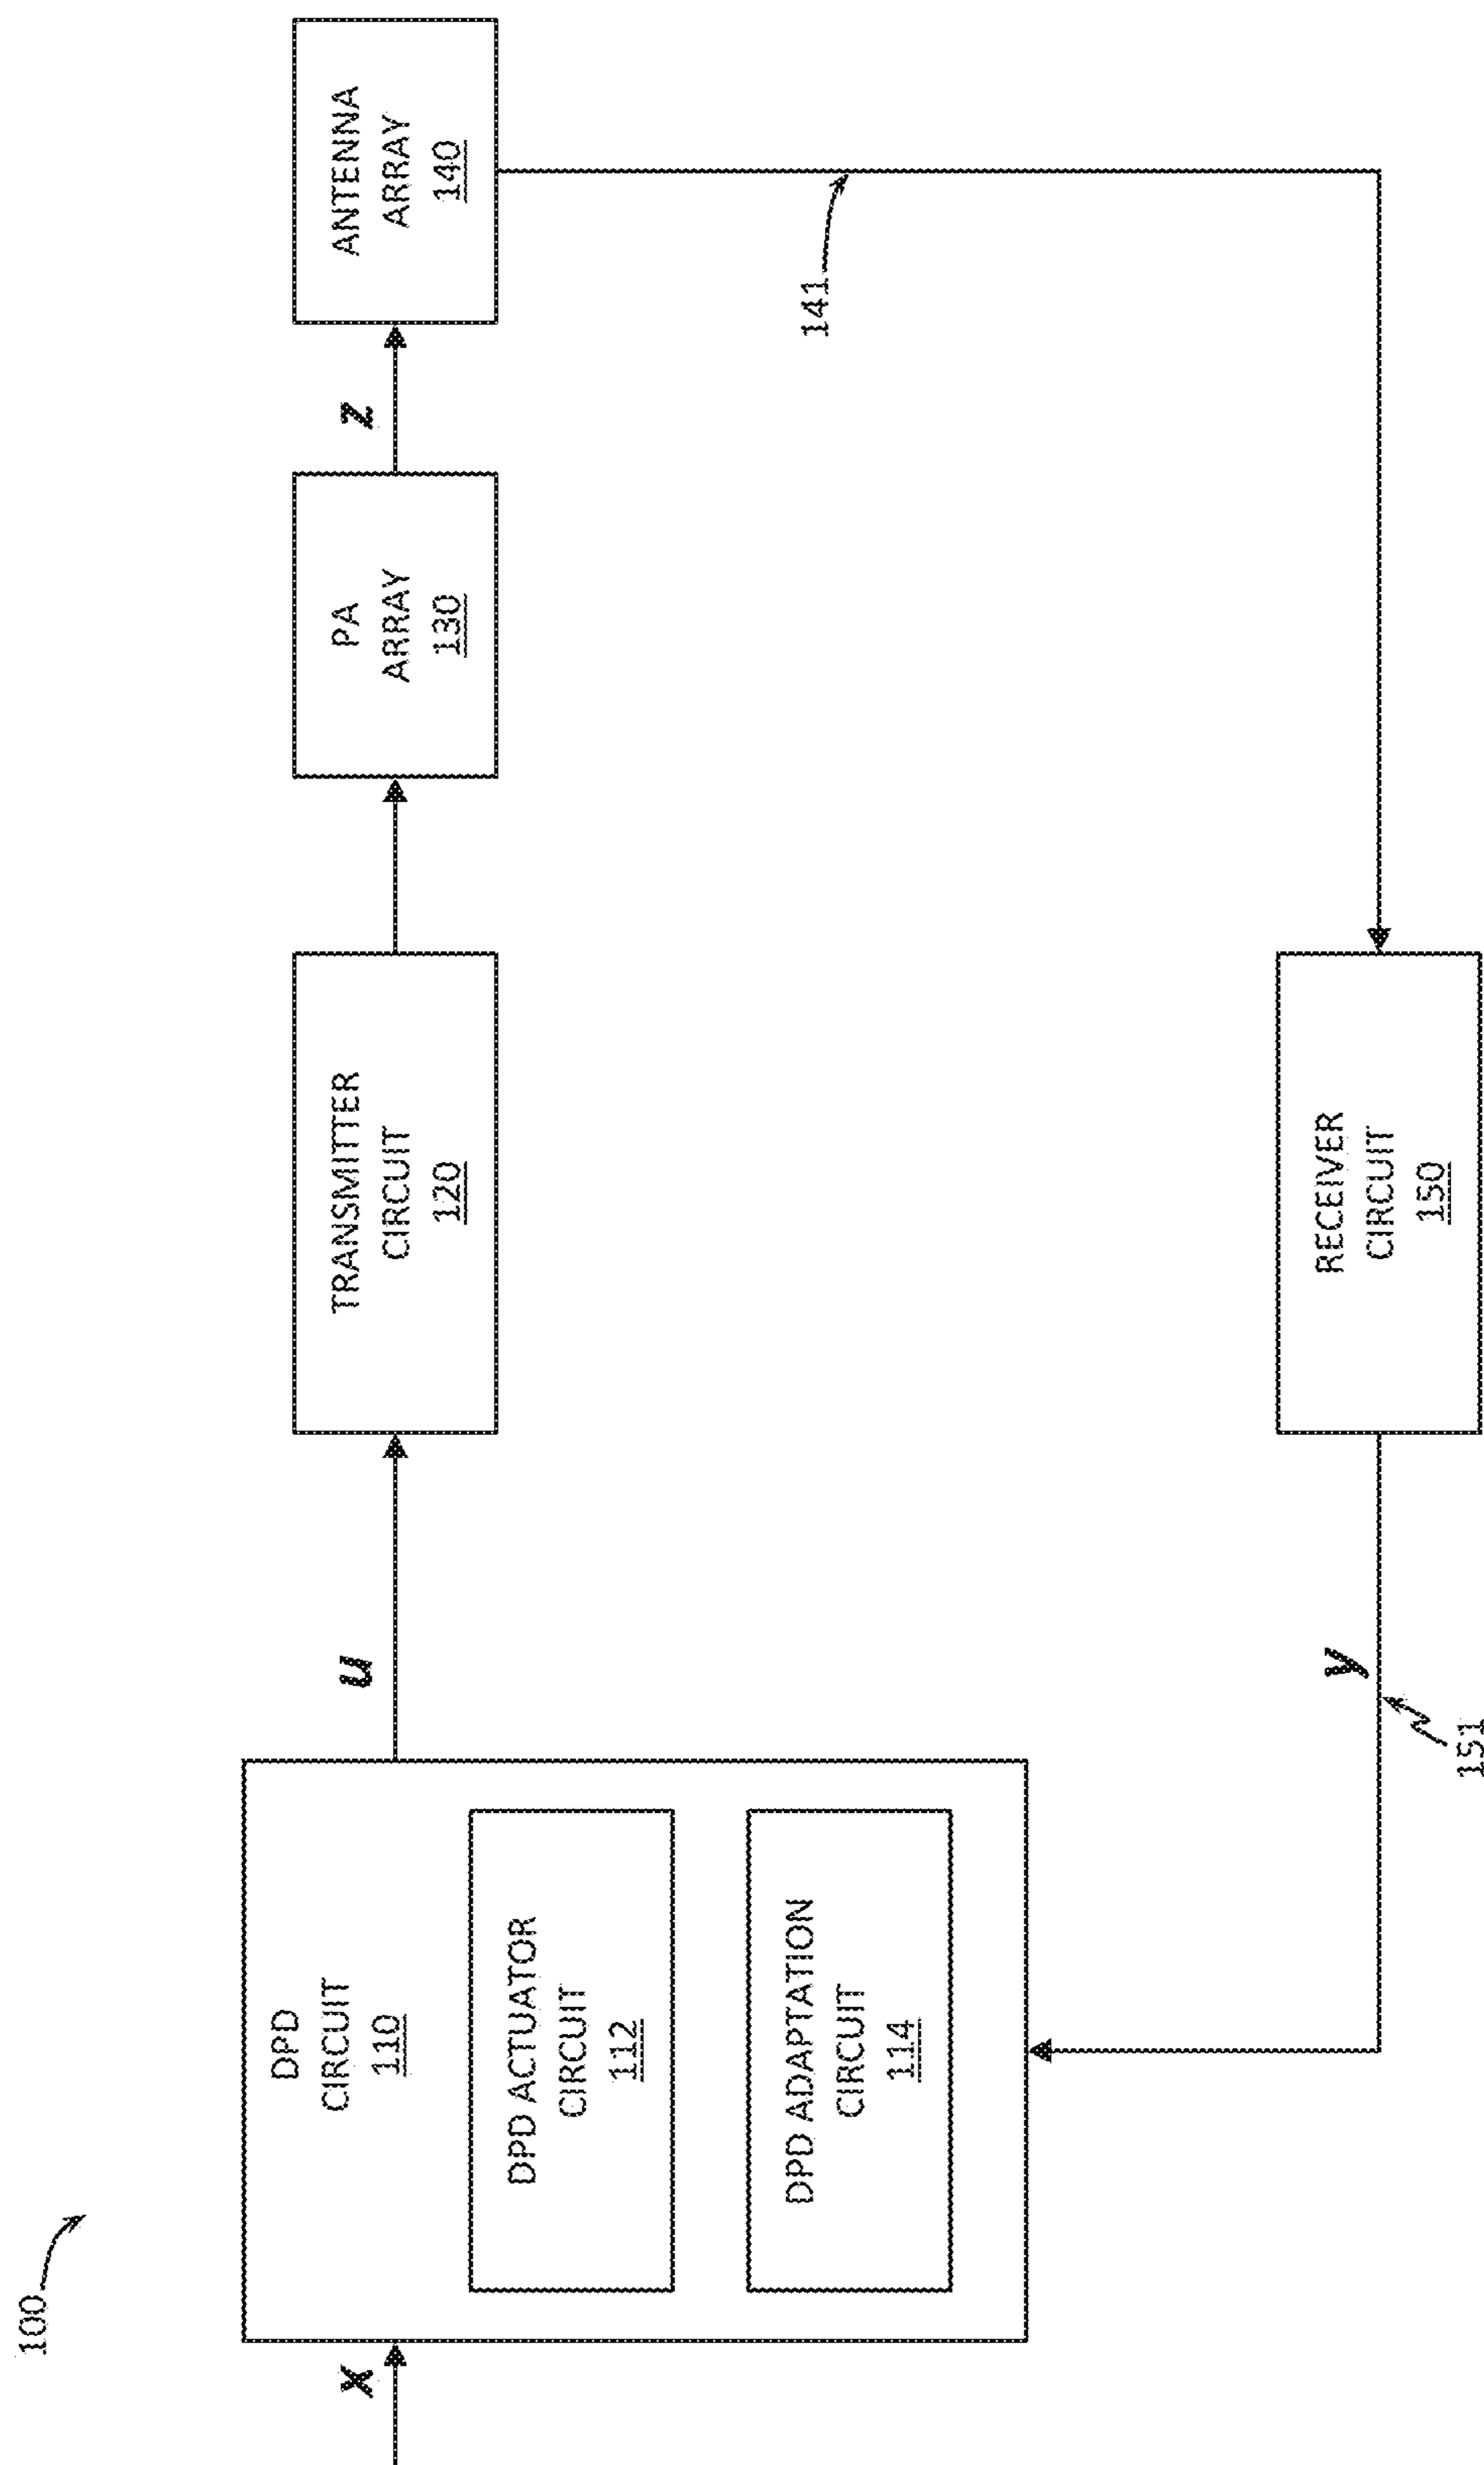 100
x
DPD
CIRCUIT
110
DPD ACTUATOR
CIRCUIT
112
DPD ADAPTATION
CIRCUIT
114
u
TRANSMITTER
CIRCUIT
120
PA
ARRAY
130
z
ANTENNA
ARRAY
140
141
RECEIVER
CIRCUIT
150
y
151